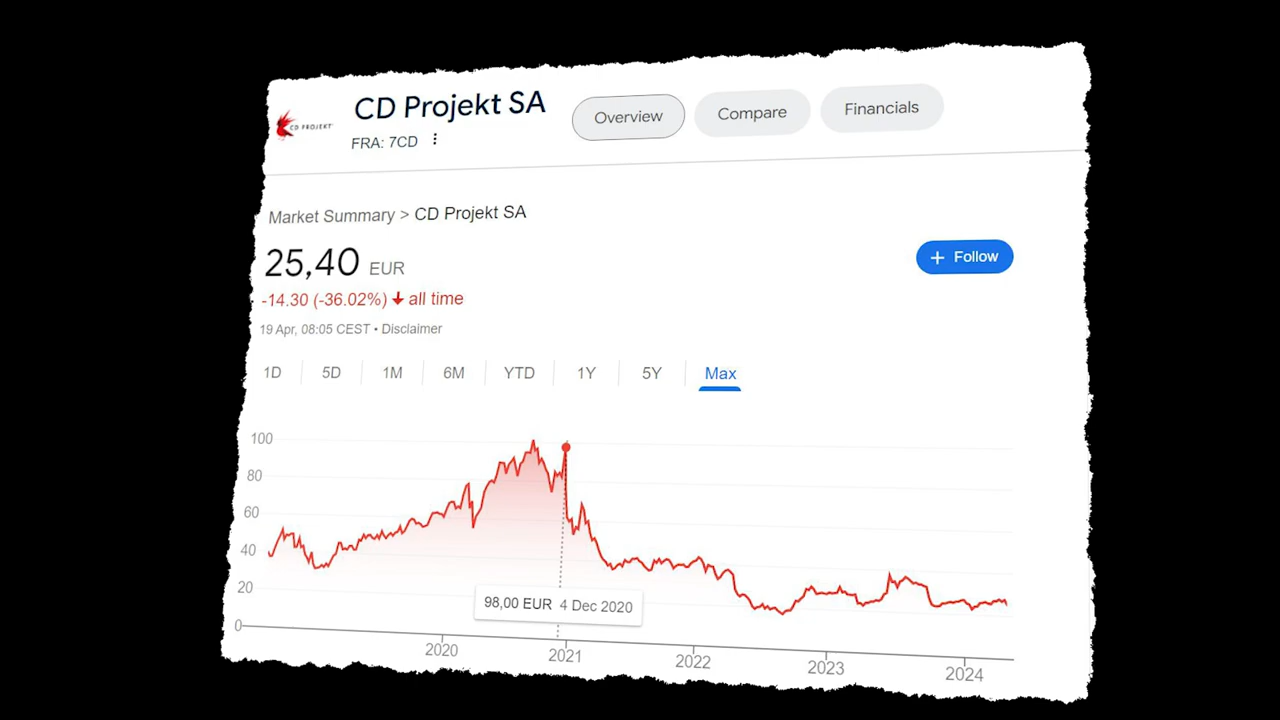 CD PROJEKT
CD Projekt SA
FRA: 7CD
Overview
Compare
Financials
Market Summary > CD Projekt SA
25,40 EUR
+ Follow
-14.30 (-36.02%) ↓ all time
19 Apr, 08:05 CEST • Disclaimer
1D 5D 1M 6M YTD 1Y 5Y Max
100
80
60
40
20
0
98,00 EUR 4 Dec 2020
2020 2021 2022 2023 2024